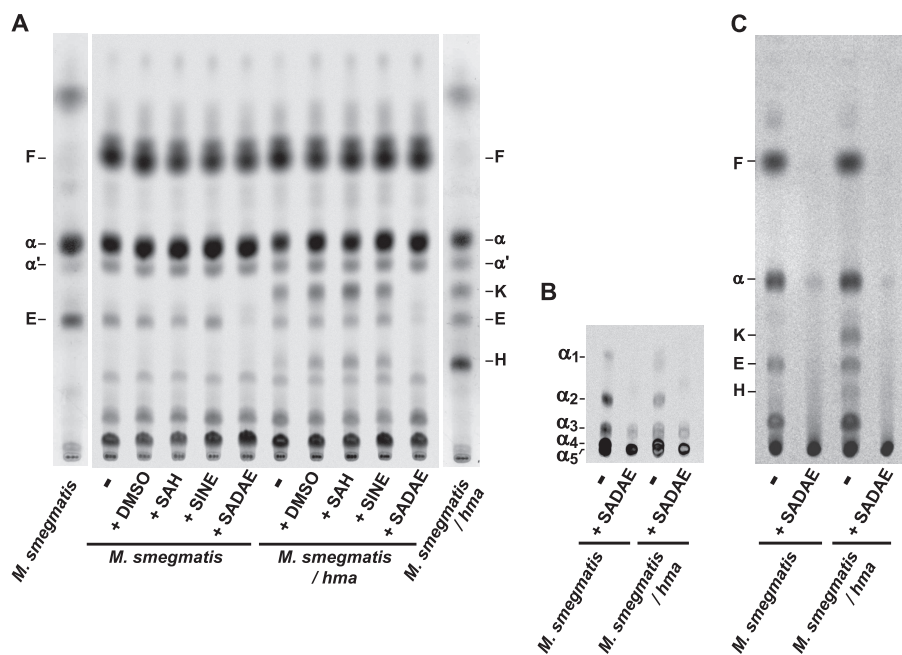 A
F
α
α'
E
F
α
α'
K
E
H
M. smegmatis
-
+ DMSO
+ SAH
+ SINE
+ SADAE
M. smegmatis
-
+ DMSO
+ SAH
+ SINE
+ SADAE
M. smegmatis
/ hma
M. smegmatis
/ hma
B
α1
α2
α3
α4
α5
-
+ SADAE
-
+ SADAE
M. smegmatis
M. smegmatis
/ hma
C
F
α
K
E
H
-
+ SADAE
-
+ SADAE
M. smegmatis
M. smegmatis
/ hma